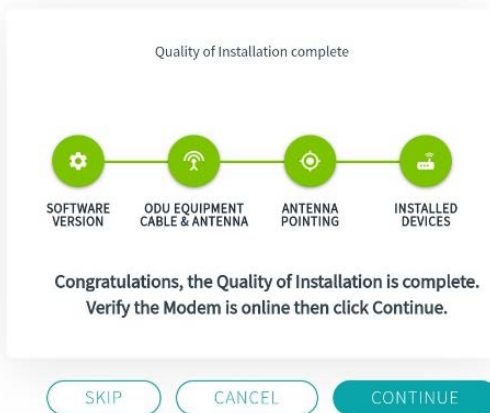 Quality of Installation complete
SOFTWARE VERSION
ODU EQUIPMENT CABLE & ANTENNA
ANTENNA POINTING
INSTALLED DEVICES
Congratulations, the Quality of Installation is complete.
Verify the Modem is online then click Continue.
SKIP
CANCEL
CONTINUE